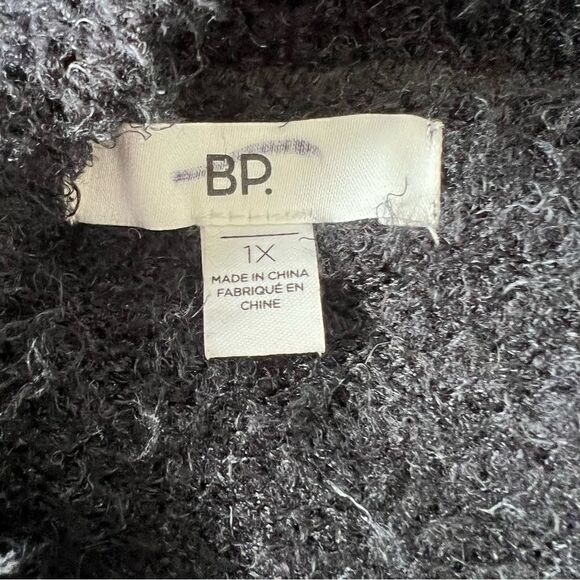 BP.
1X
MADE IN CHINA
FABRIQUÉ EN
CHINE